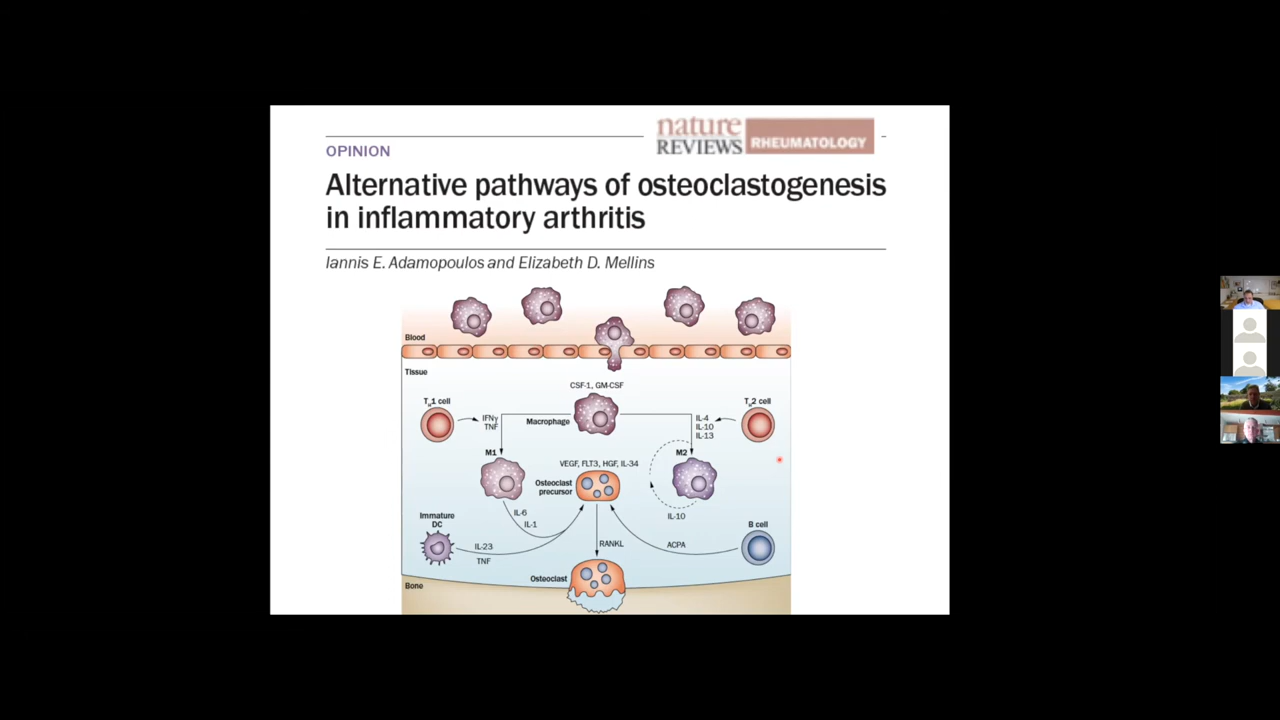 nature
REVIEWS RHEUMATOLOGY
OPINION
Alternative pathways of osteoclastogenesis
in inflammatory arthritis
Iannis E. Adamopoulos and Elizabeth D. Mellins
Blood
Tissue
CSF-1, GM-CSF
TH1 cell
TH2 cell
IFNγ
TNF
Macrophage
IL-4
IL-10
IL-13
M1
M2
VEGF, FLT3, HGF, IL-34
Osteoclast
precursor
IL-6
IL-1
IL-10
Immature
DC
B cell
IL-23
TNF
RANKL
ACPA
Osteoclast
Bone